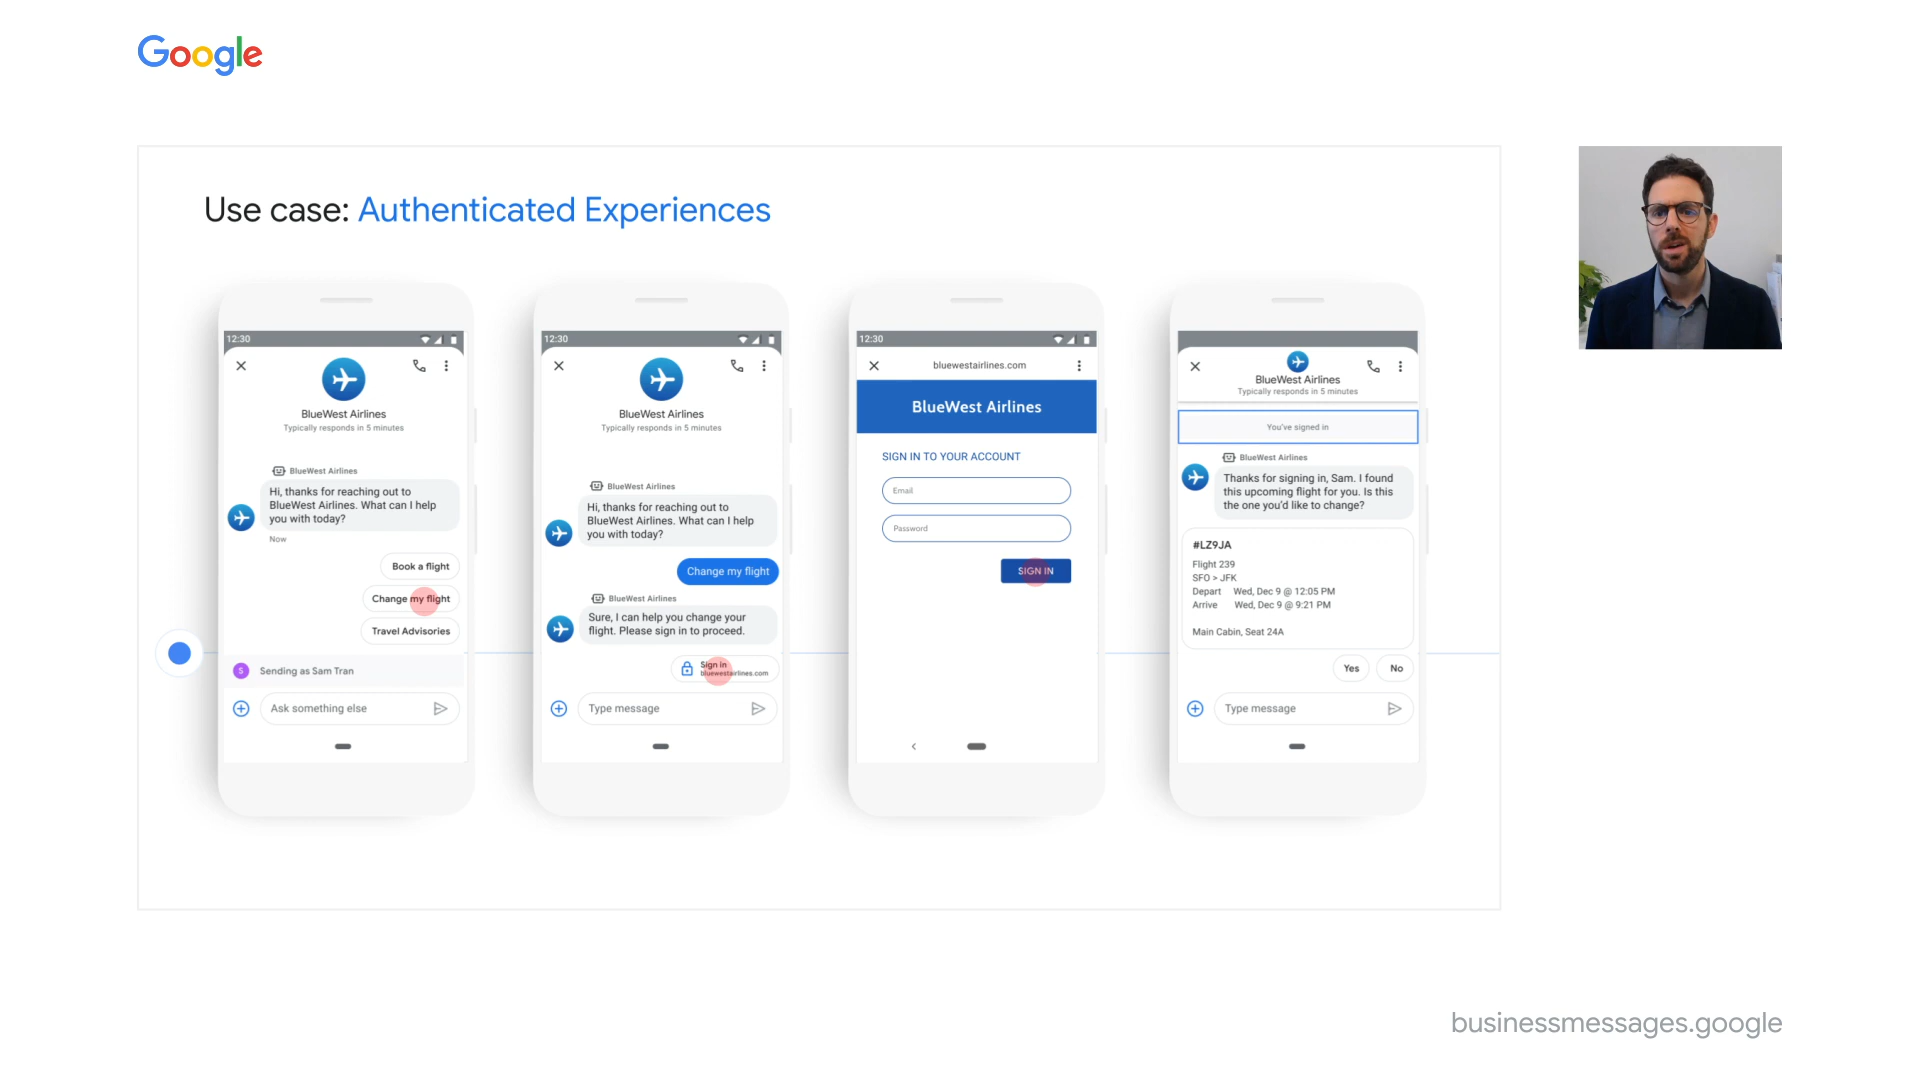 Google
Use case: Authenticated Experiences
12:30
BlueWest Airlines
Typically responds in 5 minutes
BlueWest Airlines
Hi, thanks for reaching out to
BlueWest Airlines. What can I help
you with today?
Now
Book a flight
Change my flight
Travel Advisories
S
Sending as Sam Tran
Ask something else
12:30
BlueWest Airlines
Typically responds in 5 minutes
BlueWest Airlines
Hi, thanks for reaching out to
BlueWest Airlines. What can I help
you with today?
Change my flight
BlueWest Airlines
Sure, I can help you change your
flight. Please sign in to proceed.
Sign in
bluewestairlines.com
Type message
12:30
bluewestairlines.com
BlueWest Airlines
SIGN IN TO YOUR ACCOUNT
Email
Password
SIGN IN
BlueWest Airlines
Typically responds in 5 minutes
You've signed in
BlueWest Airlines
Thanks for signing in, Sam. I found
this upcoming flight for you. Is this
the one you'd like to change?
#LZ9JA
Flight 239
SFO > JFK
Depart Wed, Dec 9 @ 12:05 PM
Arrive Wed, Dec 9 @ 9:21 PM
Main Cabin, Seat 24A
Yes No
Type message
businessmessages.google